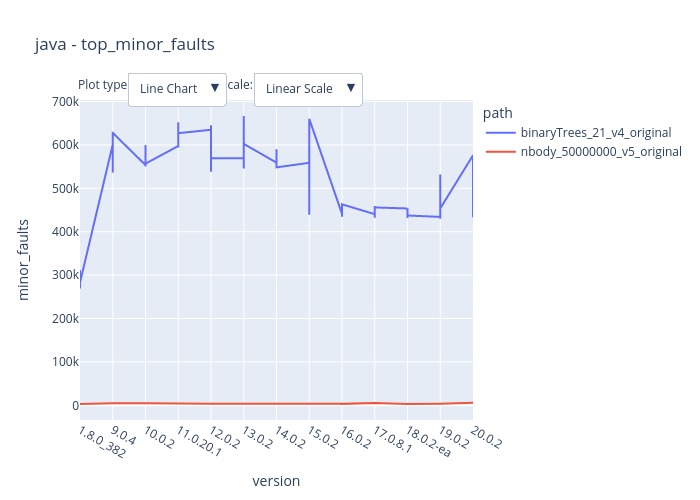 java - top_minor_faults
Plot type
Line Chart ▼
cale:
Linear Scale ▼
path
binaryTrees_21_v4_original
nbody_50000000_v5_original
700k
600k
500k
400k
300k
200k
100k
0
minor_faults
1.8.0_382
9.0.4
10.0.2
11.0.20.1
12.0.2
13.0.2
14.0.2
15.0.2
16.0.2
17.0.8.1
18.0.2-ea
19.0.2
20.0.2
version